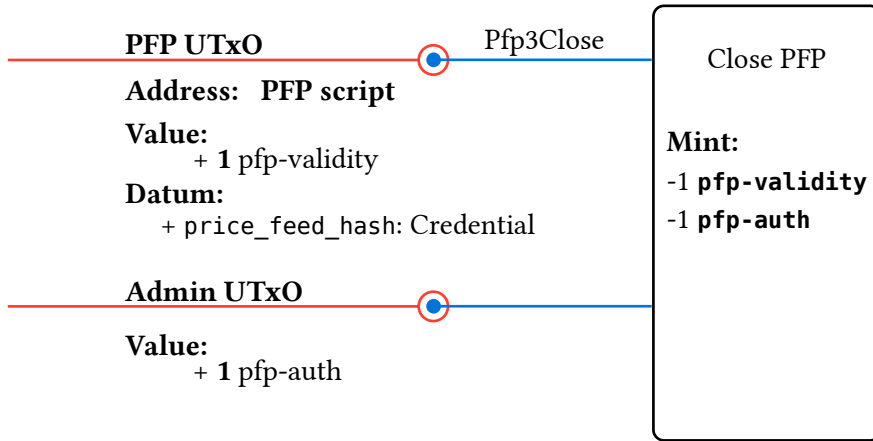 PFP UTxO
Pfp3Close
Close PFP
Address: PFP script
Value:
+ 1 pfp-validity
Datum:
+ price_feed_hash: Credential
Mint:
-1 pfp-validity
-1 pfp-auth
Admin UTxO
Value:
+ 1 pfp-auth